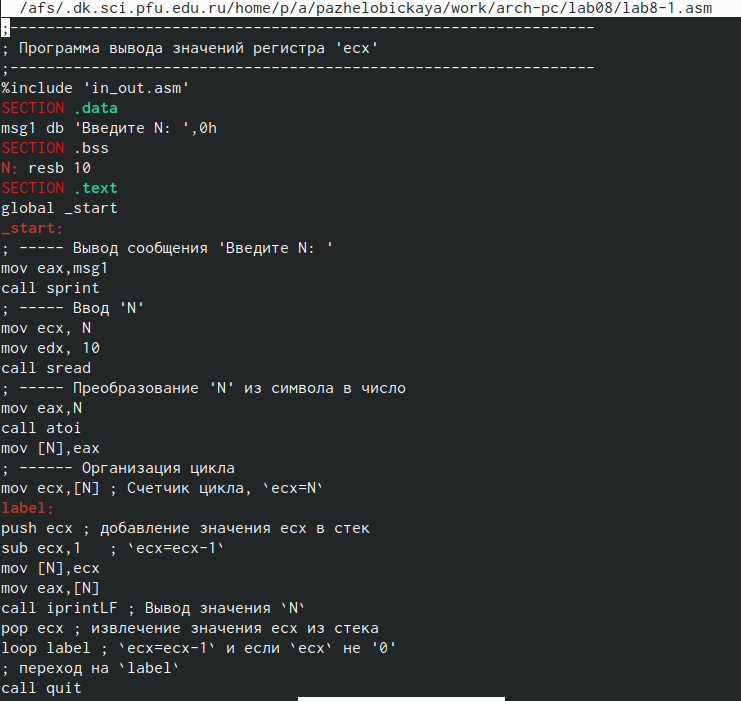 /afs/.dk.sci.pfu.edu.ru/home/p/a/pazhelobickaya/work/arch-pc/lab08/lab8-1.asm
;-----------------------------------------------------------------
; Программа вывода значений регистра 'ecx'
;-----------------------------------------------------------------
%include 'in_out.asm'
SECTION .data
msg1 db 'Введите N: ',0h
SECTION .bss
N: resb 10
SECTION .text
global _start
_start:
; ----- Вывод сообщения 'Введите N: '
mov eax,msg1
call sprint
; ----- Ввод 'N'
mov ecx, N
mov edx, 10
call sread
; ----- Преобразование 'N' из символа в число
mov eax,N
call atoi
mov [N],eax
; ------ Организация цикла
mov ecx,[N] ; Счетчик цикла, `ecx=N`
label:
push ecx ; добавление значения ecx в стек
sub ecx,1   ; `ecx=ecx-1`
mov [N],ecx
mov eax,[N]
call iprintLF ; Вывод значения `N`
pop ecx ; извлечение значения ecx из стека
loop label ; `ecx=ecx-1` и если `ecx` не '0'
; переход на `label`
call quit